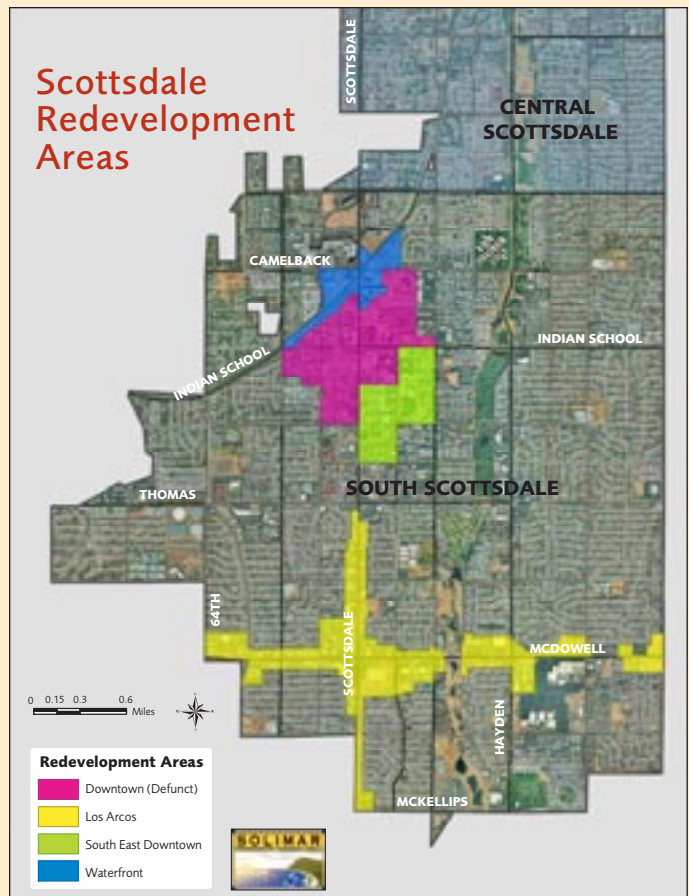 Scottsdale
Redevelopment
Areas
SCOTTSDALE
CENTRAL
SCOTTSDALE
CAMELBACK
INDIAN SCHOOL
INDIAN SCHOOL
THOMAS
SOUTH SCOTTSDALE
64TH
SCOTTSDALE
MCDOWELL
HAYDEN
MCKELLIPS
0 0.15 0.3 0.6
Miles
Redevelopment Areas
Downtown (Defunct)
Los Arcos
South East Downtown
Waterfront
SOLIMAR